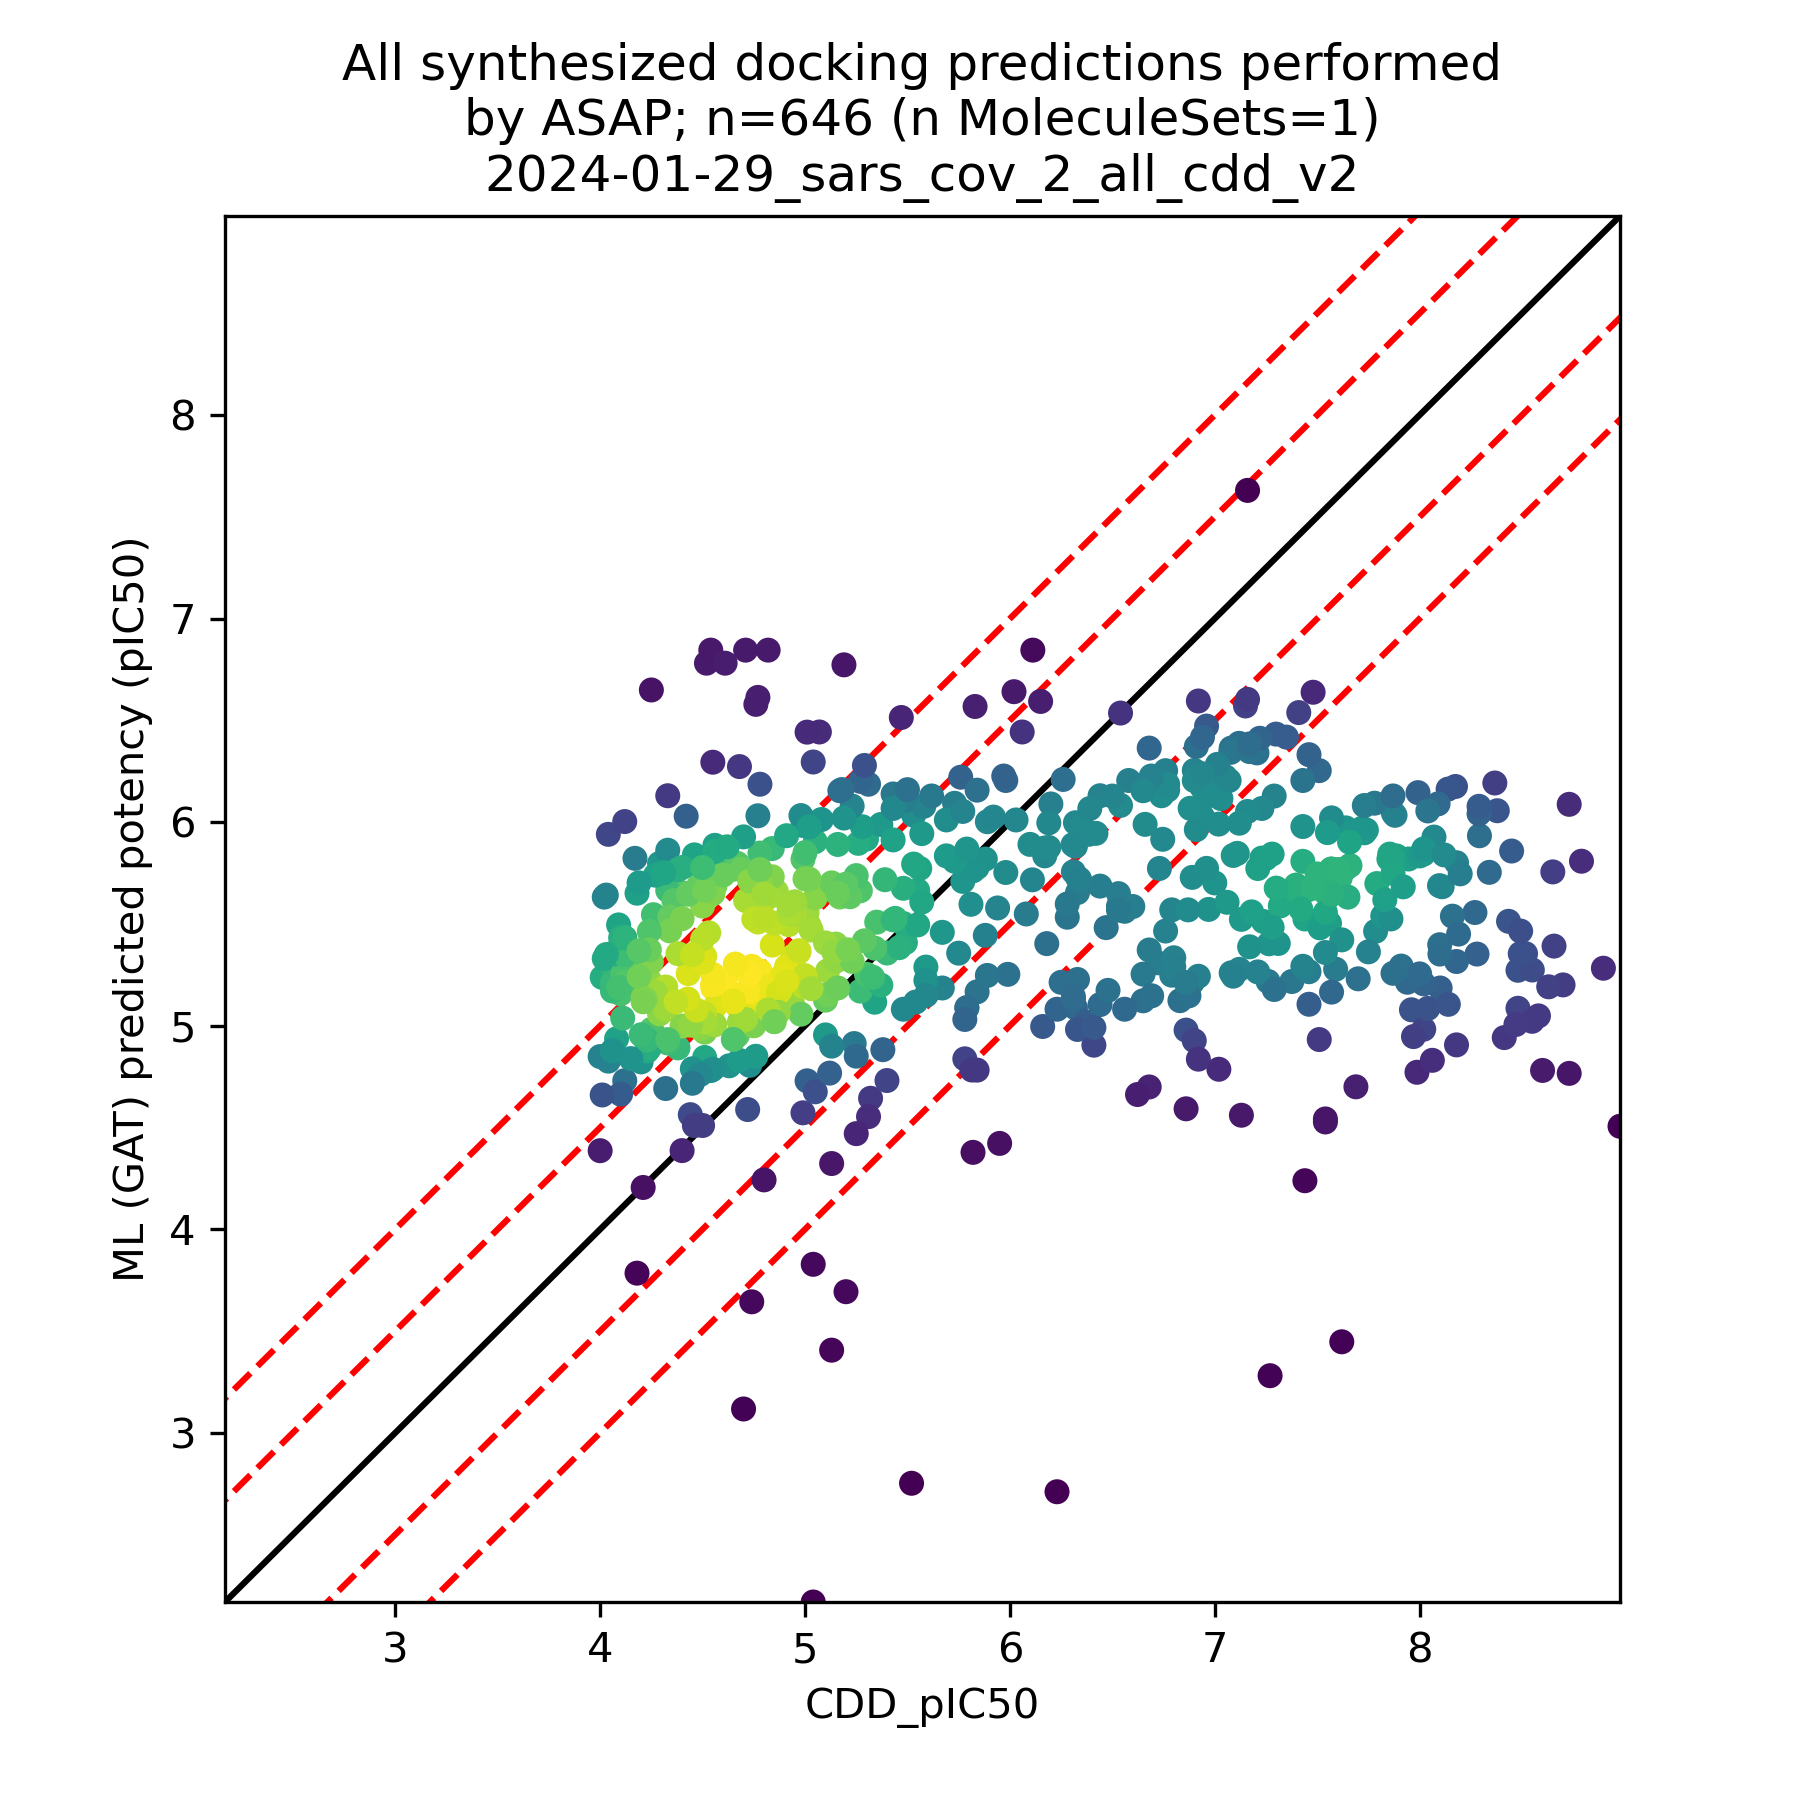 All synthesized docking predictions performed
by ASAP; n=646 (n MoleculeSets=1)
2024-01-29_sars_cov_2_all_cdd_v2
ML (GAT) predicted potency (pIC50)
8
7
6
5
4
3
3
4
5
6
7
8
CDD_pIC50